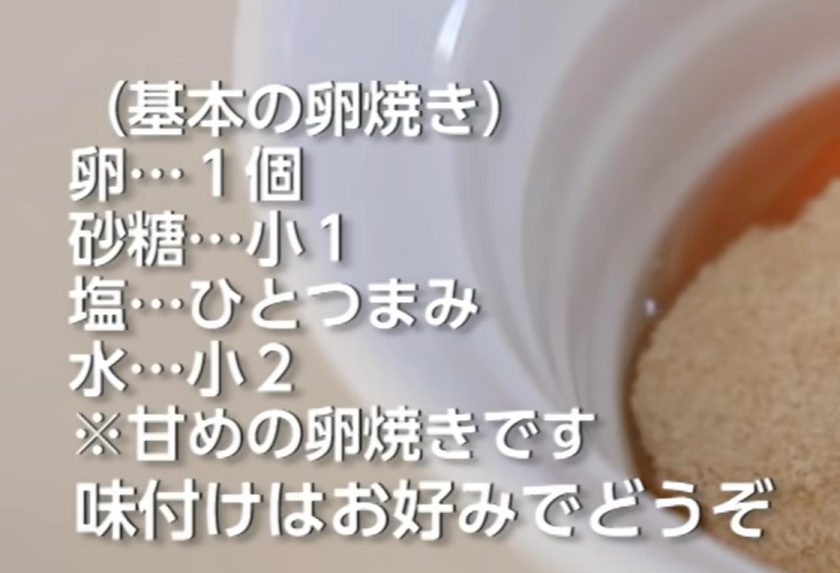 （基本の卵焼き）
卵…１個
砂糖…小１
塩…ひとつまみ
水…小２
※甘めの卵焼きです
味付けはお好みでどうぞ